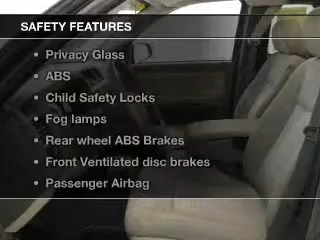 SAFETY FEATURES
• Privacy Glass
• ABS
• Child Safety Locks
• Fog lamps
• Rear wheel ABS Brakes
• Front Ventilated disc brakes
• Passenger Airbag